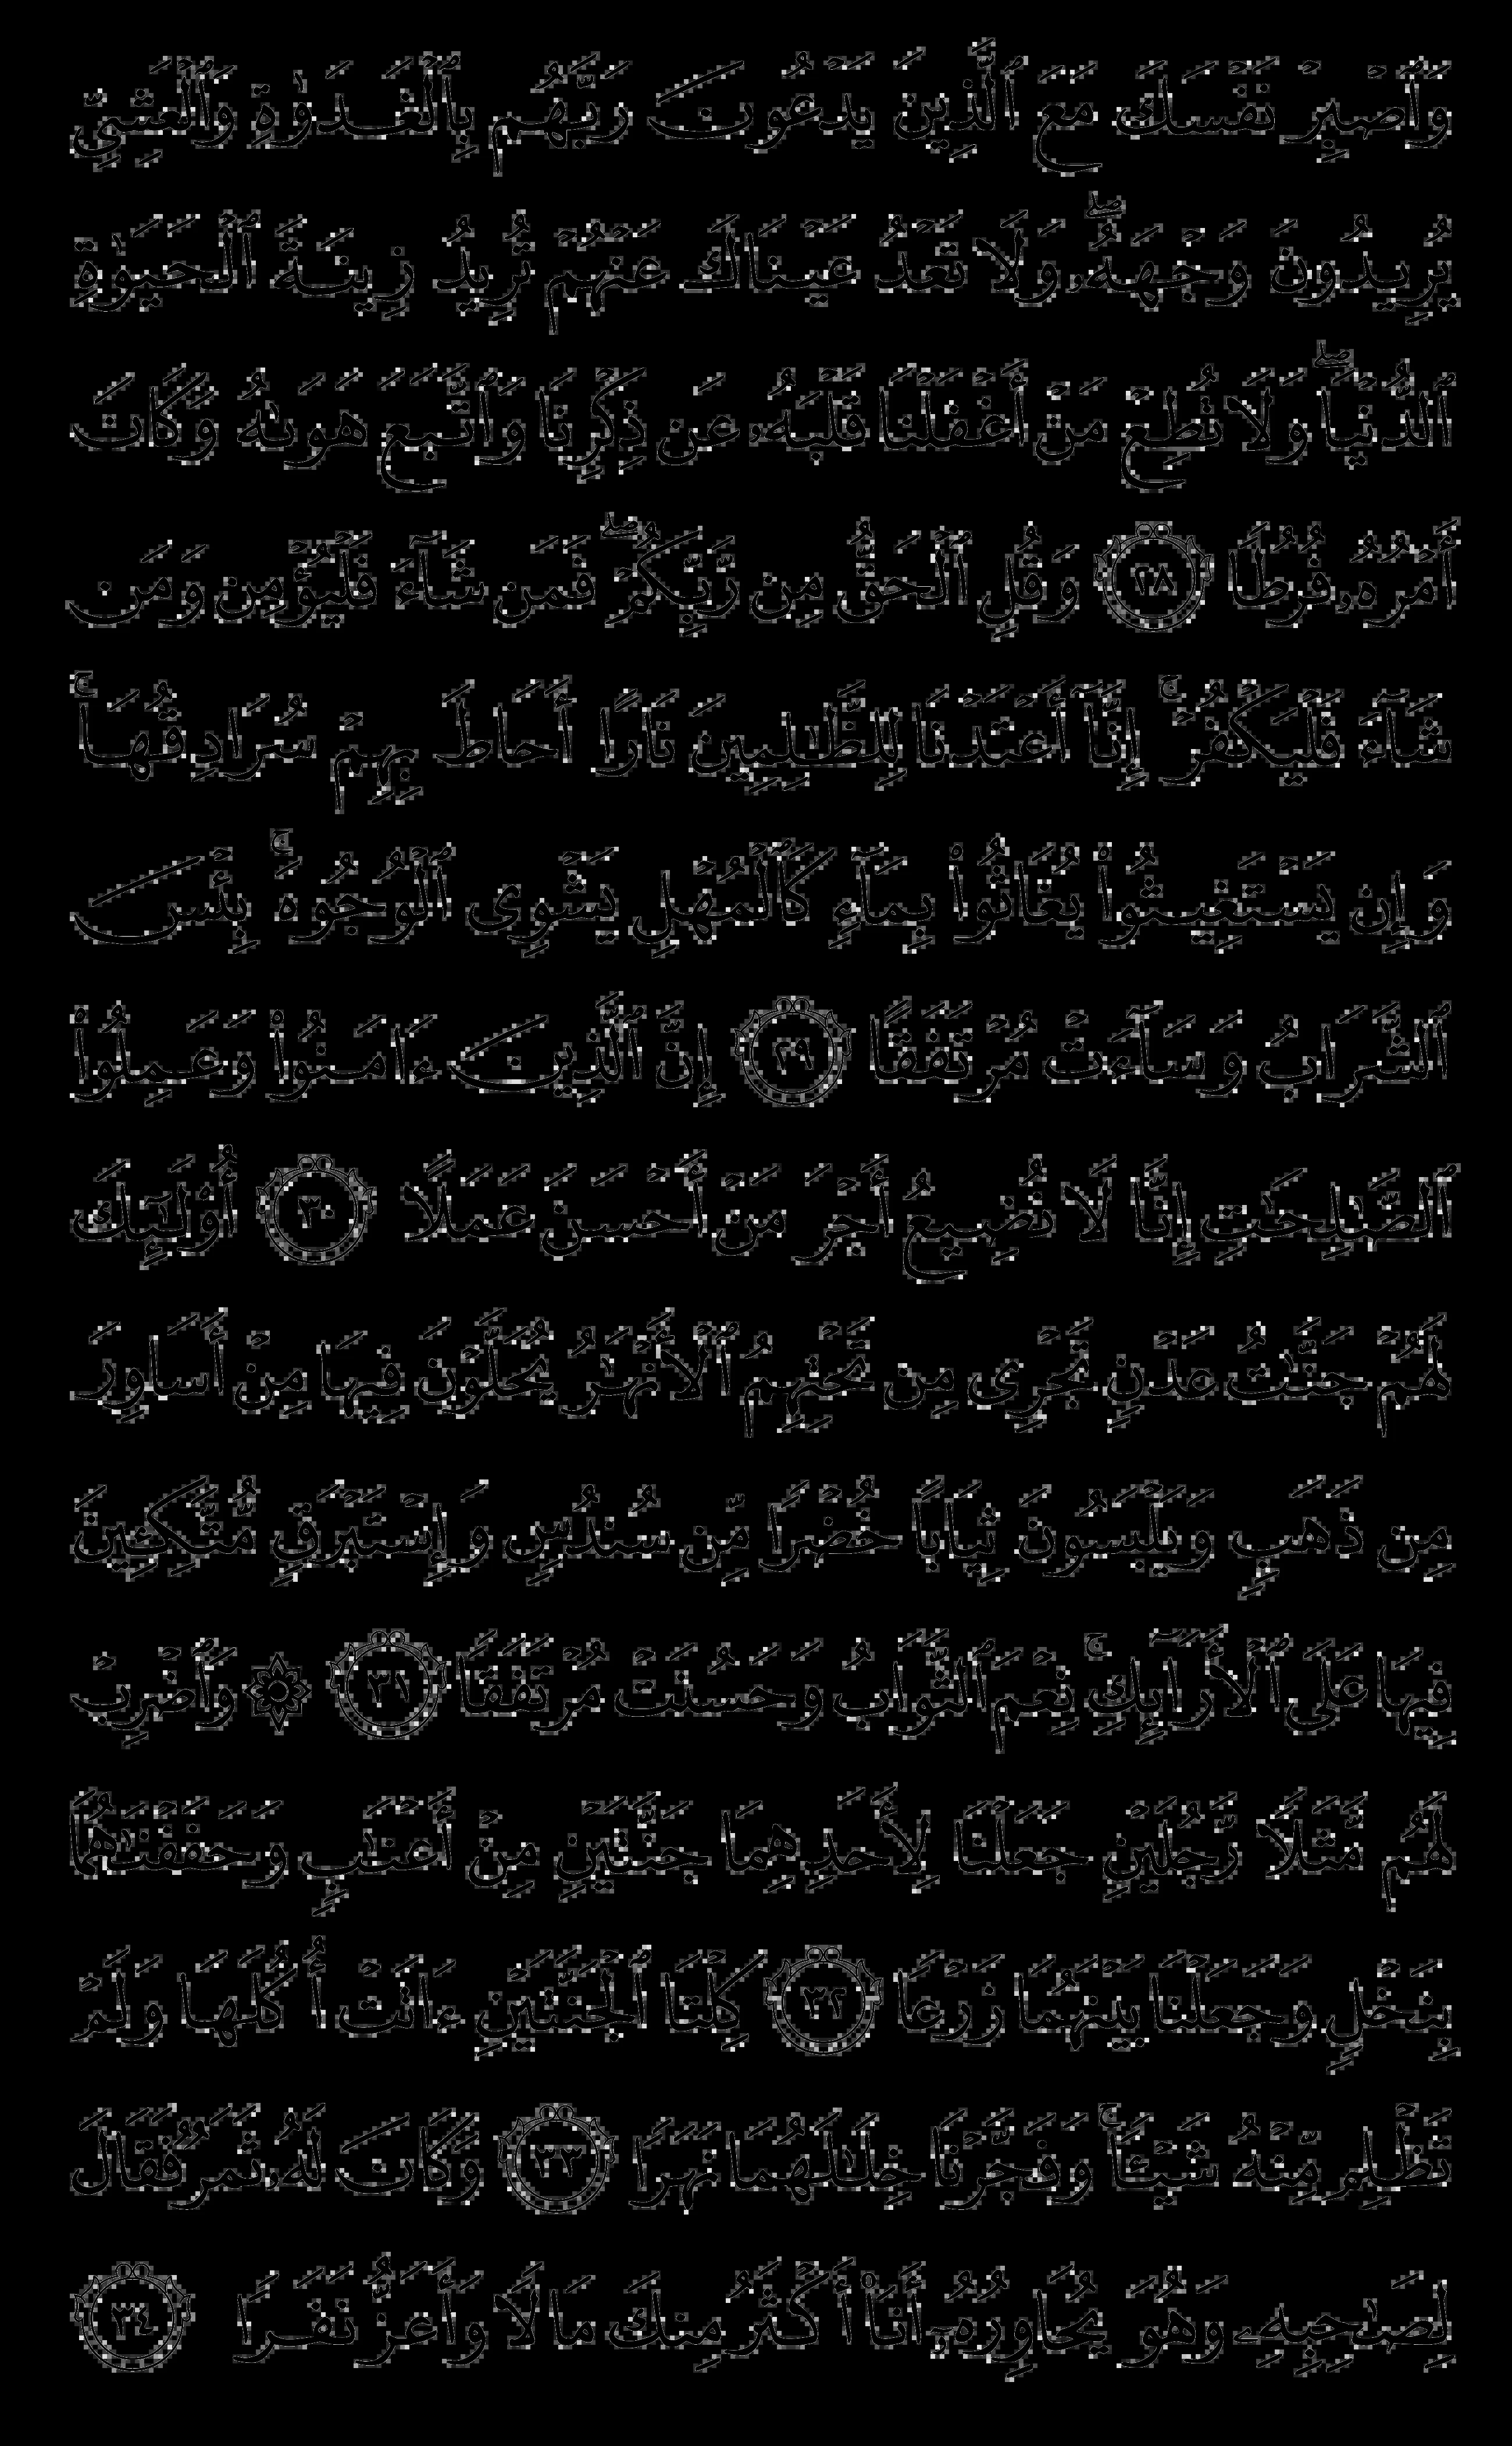 وَٱصْبِرْ نَفْسَكَ مَعَ ٱلَّذِينَ يَدْعُونَ رَبَّهُم بِٱلْغَدَوٰةِ وَٱلْعَشِىِّ
يُرِيدُونَ وَجْهَهُۥۖ وَلَا تَعْدُ عَيْنَاكَ عَنْهُمْ تُرِيدُ زِينَةَ ٱلْحَيَوٰةِ
ٱلدُّنْيَاۖ وَلَا تُطِعْ مَنْ أَغْفَلْنَا قَلْبَهُۥ عَن ذِكْرِنَا وَٱتَّبَعَ هَوَىٰهُ وَكَانَ
أَمْرُهُۥ فُرُطًا ٢٨ وَقُلِ ٱلْحَقُّ مِن رَّبِّكُمْۖ فَمَن شَآءَ فَلْيُؤْمِن وَمَن
شَآءَ فَلْيَكْفُرْۚ إِنَّآ أَعْتَدْنَا لِلظَّٰلِمِينَ نَارًا أَحَاطَ بِهِمْ سُرَادِقُهَاۚ
وَإِن يَسْتَغِيثُوا۟ يُغَاثُوا۟ بِمَآءٍ كَٱلْمُهْلِ يَشْوِى ٱلْوُجُوهَۚ بِئْسَ
ٱلشَّرَابُ وَسَآءَتْ مُرْتَفَقًا ٢٩ إِنَّ ٱلَّذِينَ ءَامَنُوا۟ وَعَمِلُوا۟
ٱلصَّٰلِحَٰتِ إِنَّا لَا نُضِيعُ أَجْرَ مَنْ أَحْسَنَ عَمَلًا ٣٠ أُو۟لَٰٓئِكَ
لَهُمْ جَنَّٰتُ عَدْنٍ تَجْرِى مِن تَحْتِهِمُ ٱلْأَنْهَٰرُ يُحَلَّوْنَ فِيهَا مِنْ أَسَاوِرَ
مِن ذَهَبٍ وَيَلْبَسُونَ ثِيَابًا خُضْرًا مِّن سُندُسٍ وَإِسْتَبْرَقٍ مُّتَّكِـِٔينَ
فِيهَا عَلَى ٱلْأَرَآئِكِۚ نِعْمَ ٱلثَّوَابُ وَحَسُنَتْ مُرْتَفَقًا ٣١ ۞ وَٱضْرِبْ
لَهُم مَّثَلًا رَّجُلَيْنِ جَعَلْنَا لِأَحَدِهِمَا جَنَّتَيْنِ مِنْ أَعْنَٰبٍ وَحَفَفْنَٰهُمَا
بِنَخْلٍ وَجَعَلْنَا بَيْنَهُمَا زَرْعًا ٣٢ كِلْتَا ٱلْجَنَّتَيْنِ ءَاتَتْ أُكُلَهَا وَلَمْ
تَظْلِم مِّنْهُ شَيْـًٔاۚ وَفَجَّرْنَا خِلَٰلَهُمَا نَهَرًا ٣٣ وَكَانَ لَهُۥ ثَمَرٌ فَقَالَ
لِصَٰحِبِهِۦ وَهُوَ يُحَاوِرُهُۥٓ أَنَا۠ أَكْثَرُ مِنكَ مَالًا وَأَعَزُّ نَفَرًا ٣٤